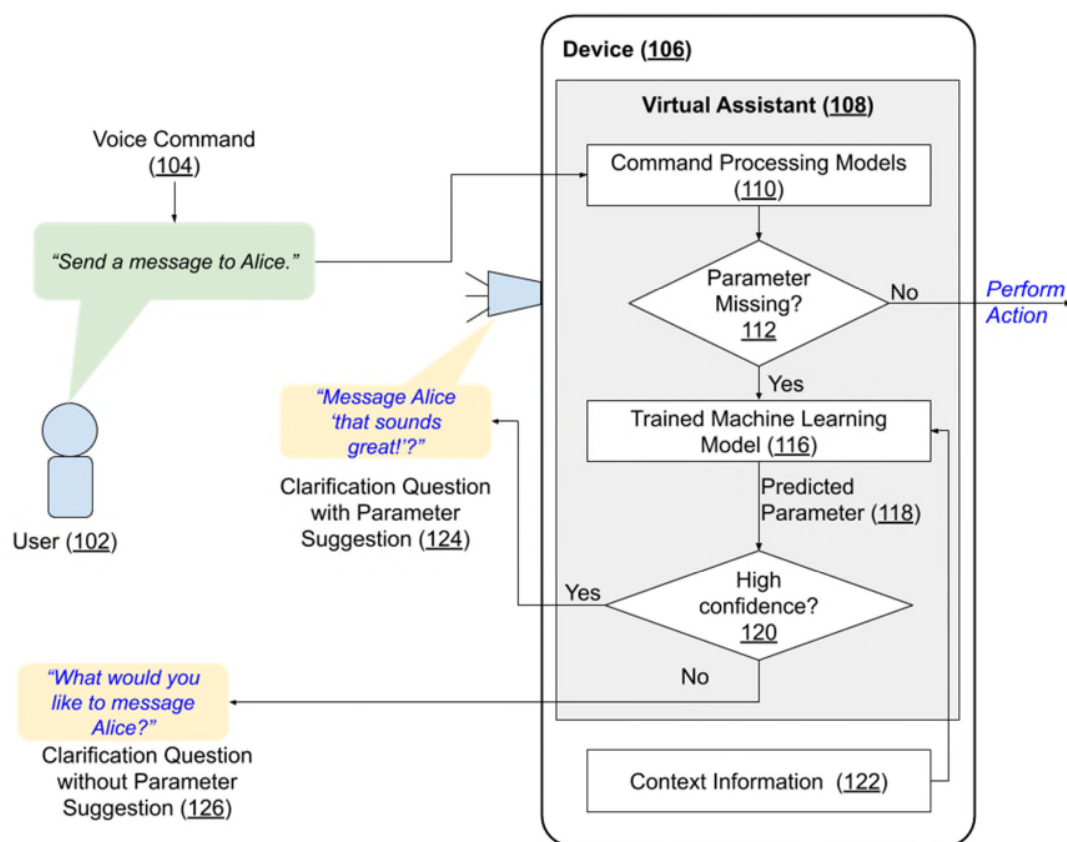 Device (106)
Virtual Assistant (108)
Voice Command
(104)
Command Processing Models
(110)
“Send a message to Alice.”
Parameter
Missing?
112
No
Perform
Action
Yes
“Message Alice
‘that sounds
great!’?”
Trained Machine Learning
Model (116)
Clarification Question
with Parameter
Suggestion (124)
Predicted
Parameter (118)
User (102)
Yes
High
confidence?
120
No
“What would you
like to message
Alice?”
Clarification Question
without Parameter
Suggestion (126)
Context Information (122)